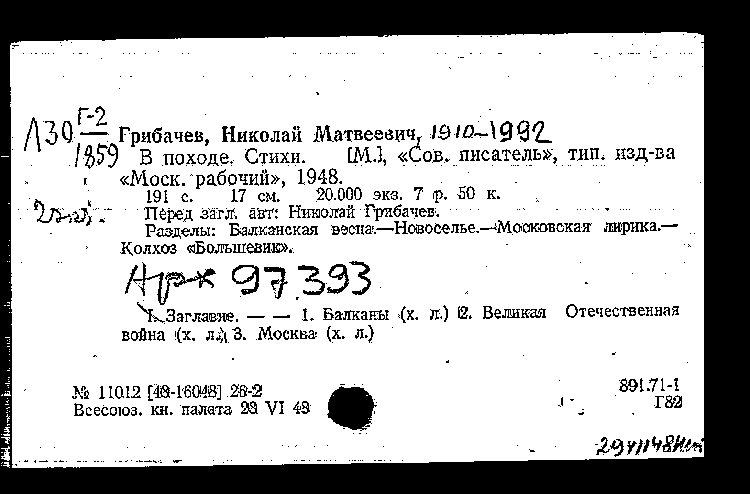 Л30 Г-2
1859
Грибачев, Николай Матвеевич, 1910-1992
В походе. Стихи. [М.], «Сов. писатель», тип. изд-ва
«Моск. рабочий», 1948.
191 с. 17 см. 20.000 экз. 7 р. 50 к.
Перед загл. авт: Николай Грибачев.
Разделы: Балканская весна.—Новоселье.—Московская лирика.—
Колхоз «Большевик».
Арх 97.393
1. Заглавие. — — 1. Балканы (х. л.) 2. Великая Отечественная
война (х. л.) 3. Москва (х. л.)
№ 11012 [48-16048] 28-2
891.71-1
Всесоюз. кн. палата 23 VI 48
Г82